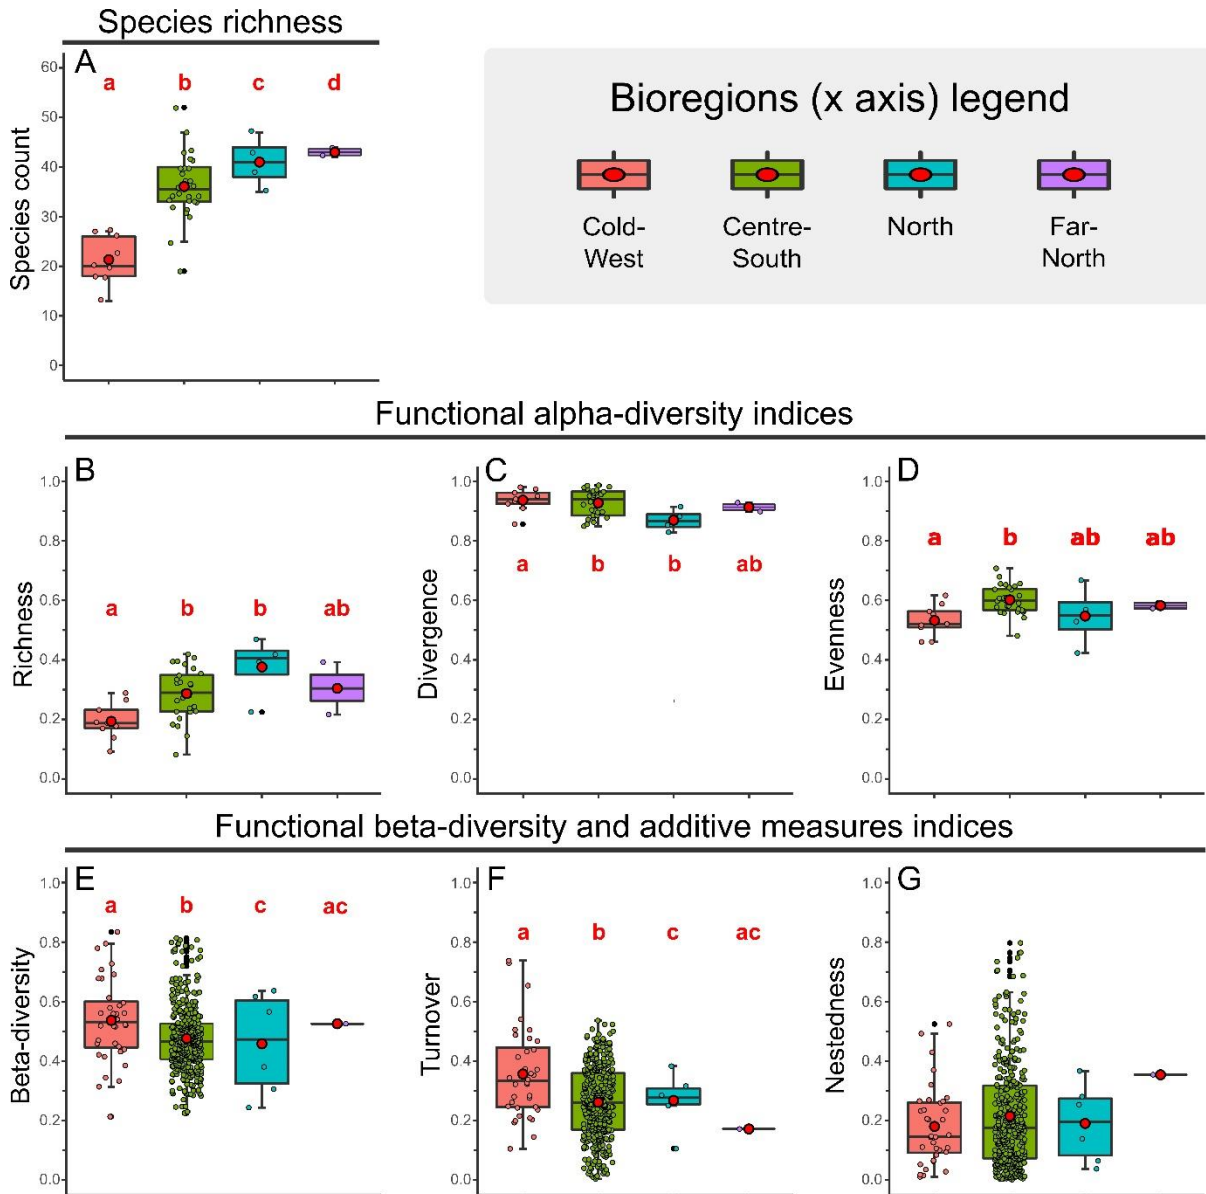 Species richness
A
a b c d
60
50
40
30
20
10
0
Species count
Bioregions (x axis) legend
Cold-
West
Centre-
South
North
Far-
North
Functional alpha-diversity indices
B
a b b ab
1.0
0.8
0.6
0.4
0.2
0.0
Richness
C
a b b ab
1.0
0.8
0.6
0.4
0.2
0.0
Divergence
D
a b ab ab
1.0
0.8
0.6
0.4
0.2
0.0
Evenness
Functional beta-diversity and additive measures indices
E
a b c ac
1.0
0.8
0.6
0.4
0.2
0.0
Beta-diversity
F
a b c ac
1.0
0.8
0.6
0.4
0.2
0.0
Turnover
G
1.0
0.8
0.6
0.4
0.2
0.0
Nestedness